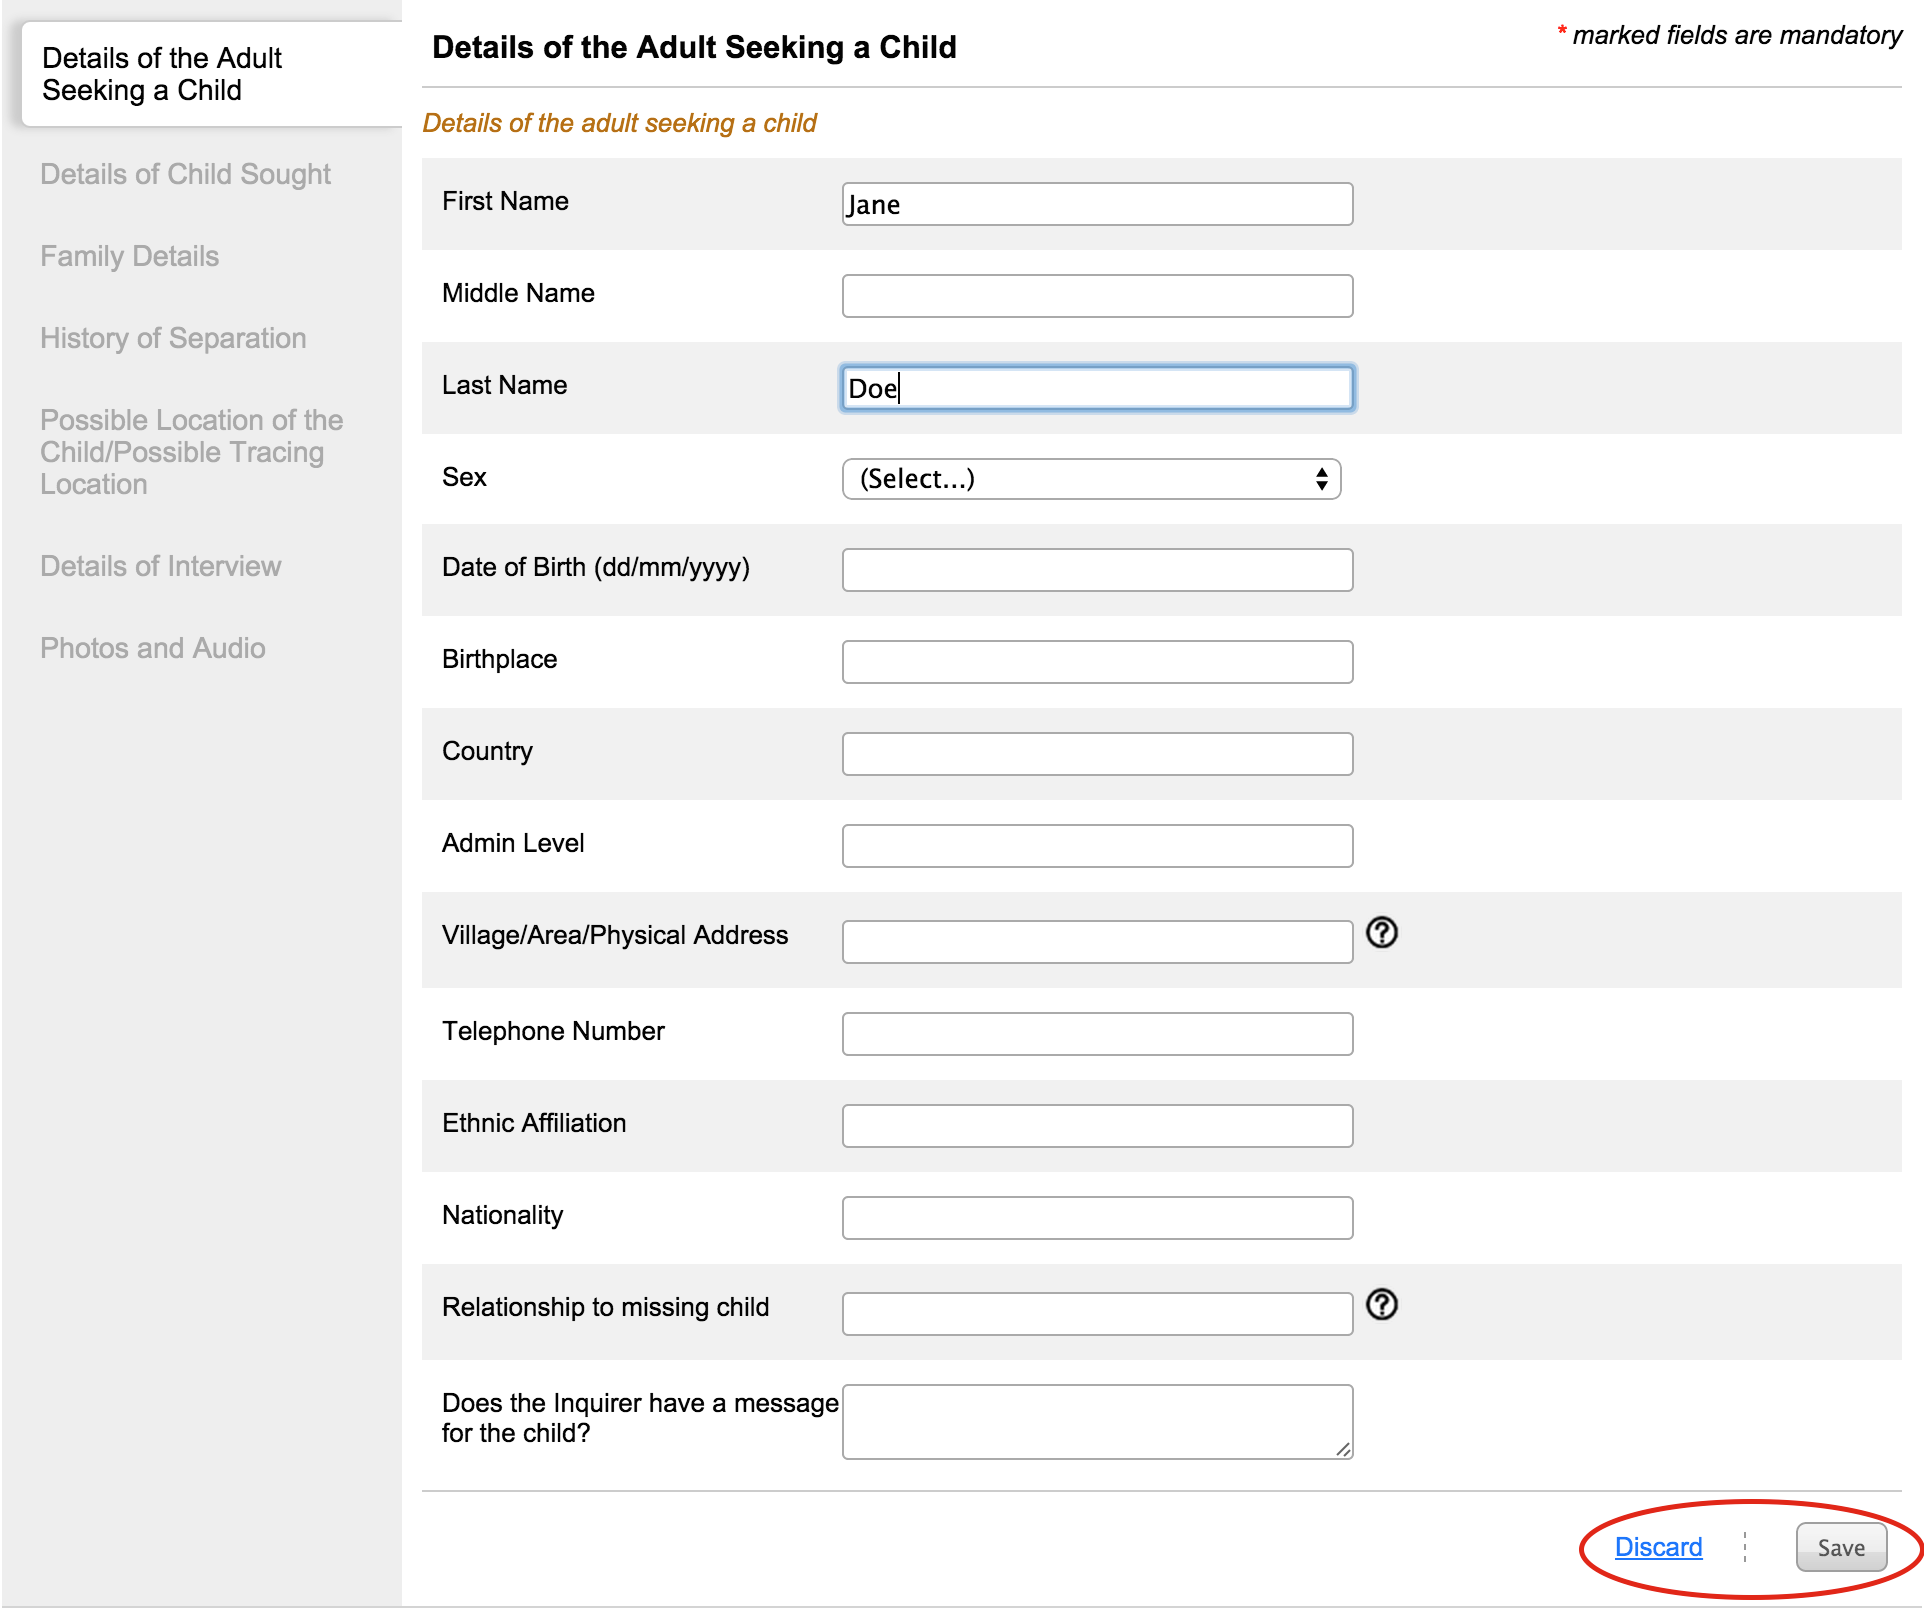 Details of the Adult
Seeking a Child
Details of Child Sought
Family Details
History of Separation
Possible Location of the
Child/Possible Tracing
Location
Details of Interview
Photos and Audio
Details of the Adult Seeking a Child
* marked fields are mandatory
Details of the adult seeking a child
First Name
Jane
Middle Name
Last Name
Doe
Sex
(Select...)
Date of Birth (dd/mm/yyyy)
Birthplace
Country
Admin Level
Village/Area/Physical Address
?
Telephone Number
Ethnic Affiliation
Nationality
Relationship to missing child
?
Does the Inquirer have a message
for the child?
Discard
Save